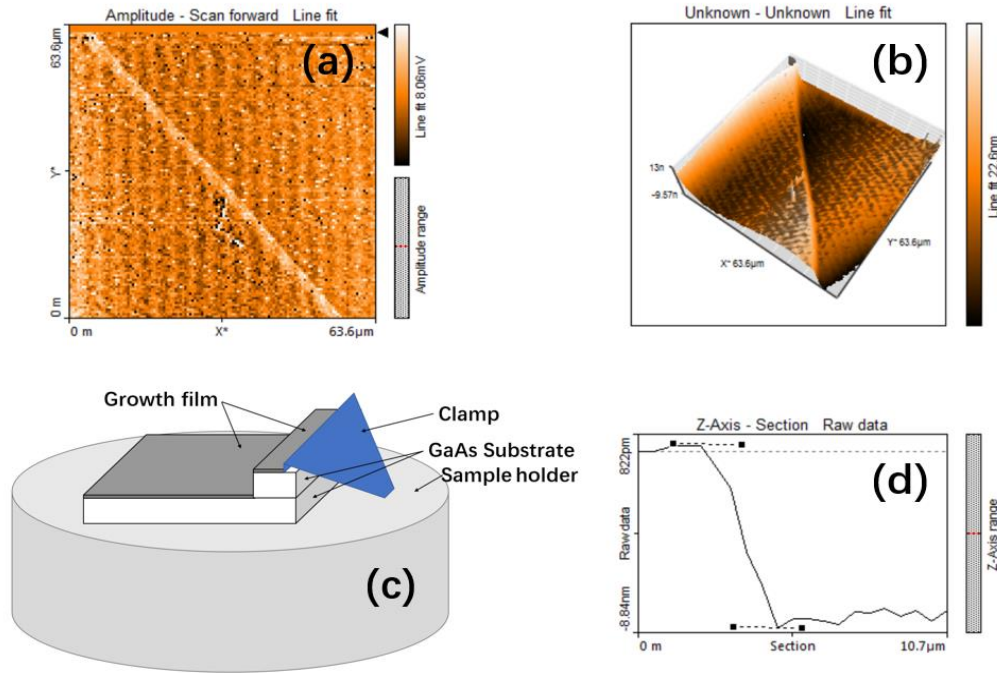 Amplitude - Scan forward Line fit
63.6µm
Y*
0 m
0 m
X*
63.6µm
(a)
Line fit 8.06mV
Amplitude range
Unknown - Unknown Line fit
(b)
13n
-9.57n
X* 63.6µm
Y* 63.6µm
Line fit 22.6nm
Growth film
Clamp
GaAs Substrate
Sample holder
(c)
Z-Axis - Section Raw data
822pm
Raw data
-8.84nm
0 m
Section
10.7µm
(d)
Z-Axis range